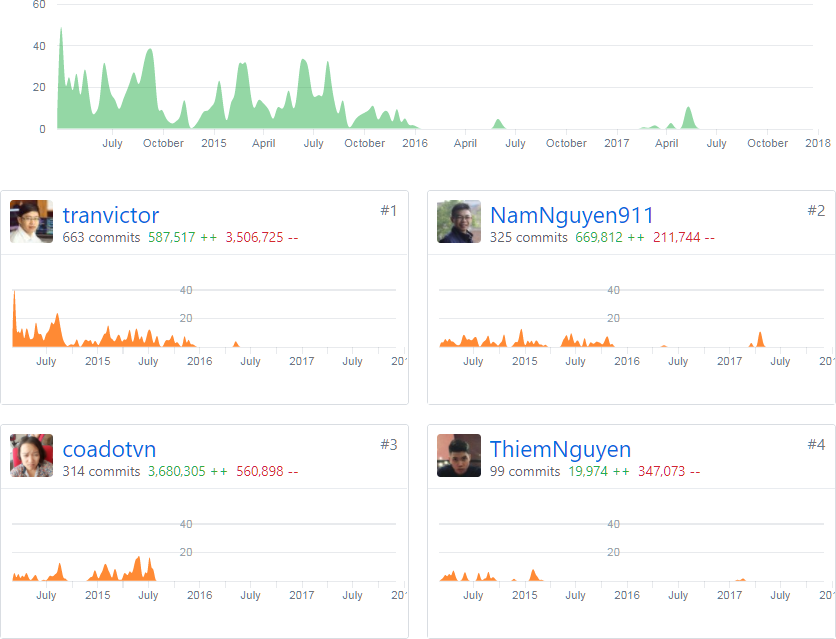 60
40
20
0
July October 2015 April July October 2016 April July October 2017 April July October 2018
tranvictor #1
663 commits 587,517 ++ 3,506,725 --
40
20
July 2015 July 2016 July 2017 July 201
NamNguyen911 #2
325 commits 669,812 ++ 211,744 --
40
20
July 2015 July 2016 July 2017 July 20
coadotvn #3
314 commits 3,680,305 ++ 560,898 --
40
20
July 2015 July 2016 July 2017 July 201
ThiemNguyen #4
99 commits 19,974 ++ 347,073 --
40
20
July 2015 July 2016 July 2017 July 20